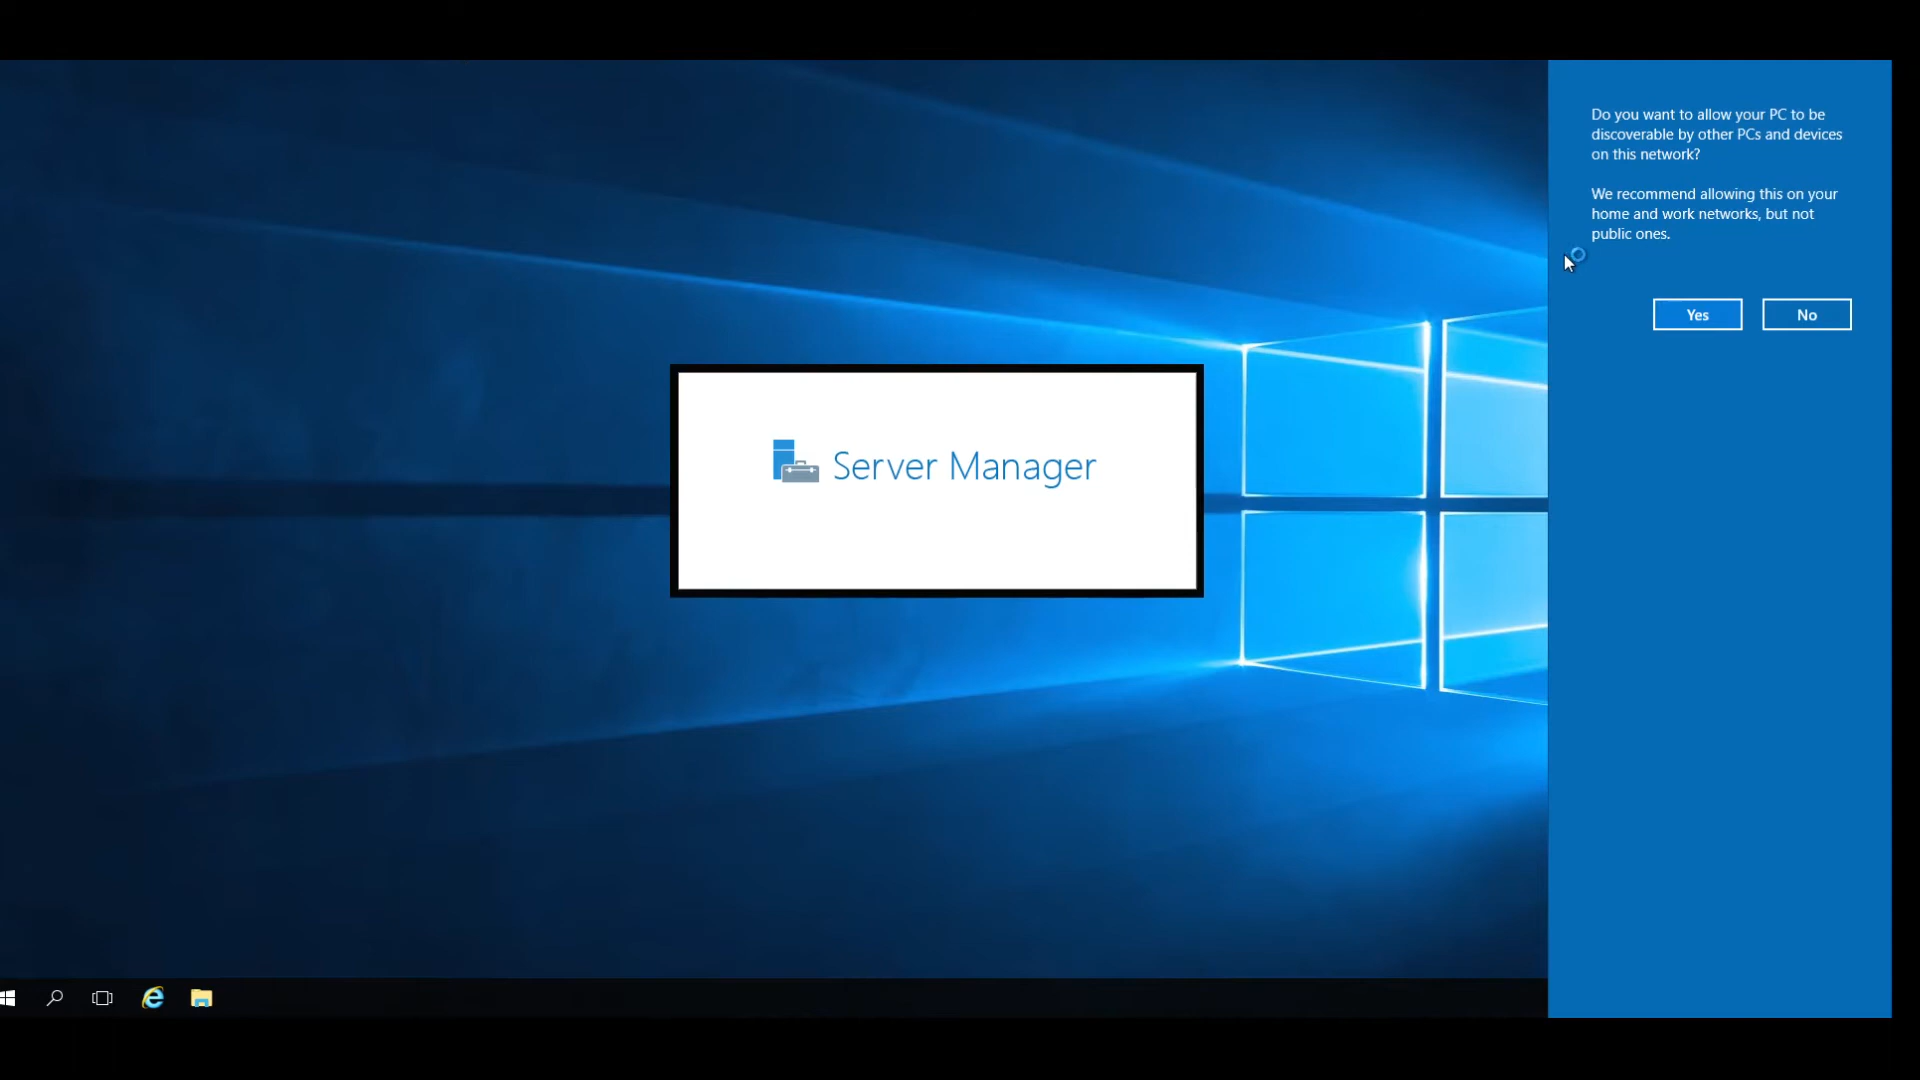 Do you want to allow your PC to be
discoverable by other PCs and devices
on this network?
We recommend allowing this on your
home and work networks, but not
public ones.
Yes
No
Server Manager